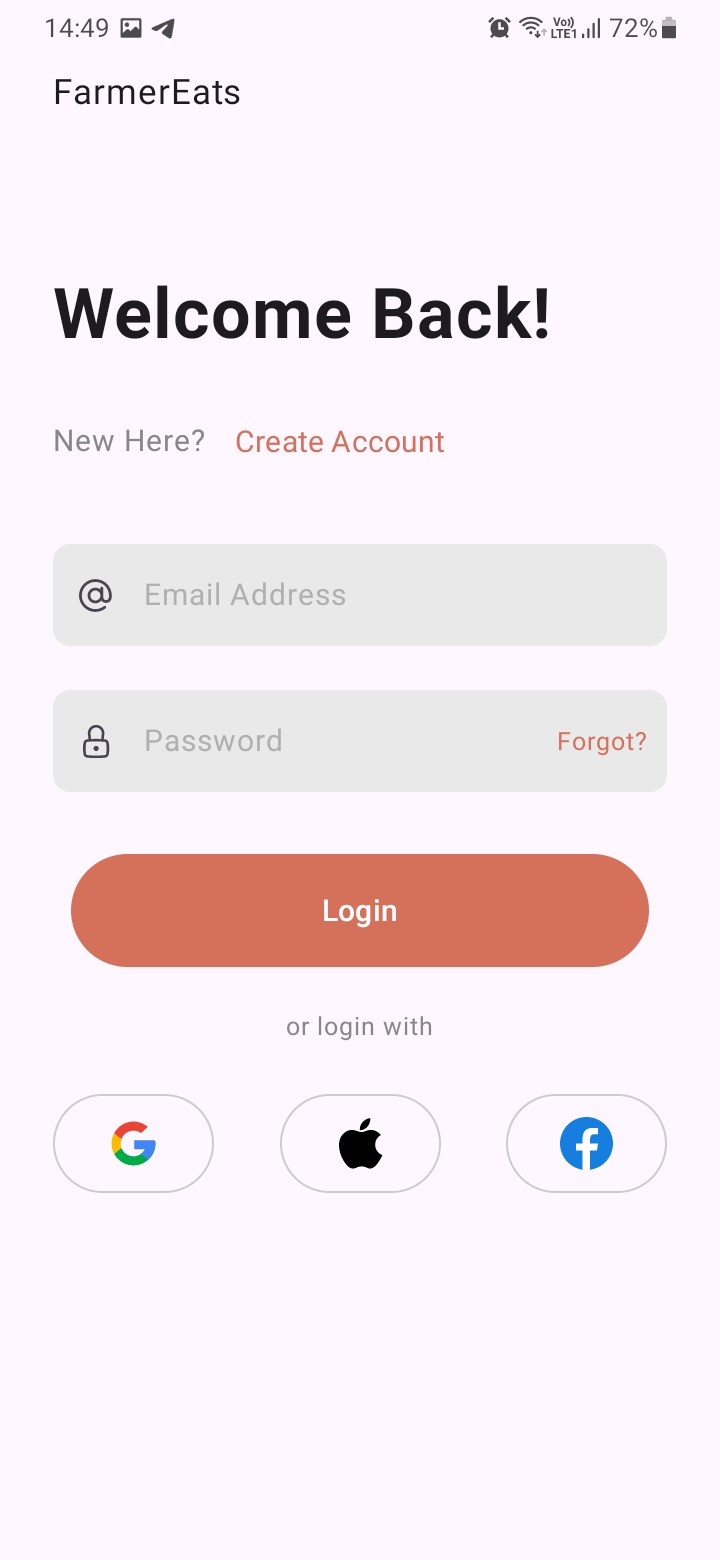 14:49 Vo)) LTE1 72%
FarmerEats
Welcome Back!
New Here? Create Account
@ Email Address
Password Forgot?
Login
or login with